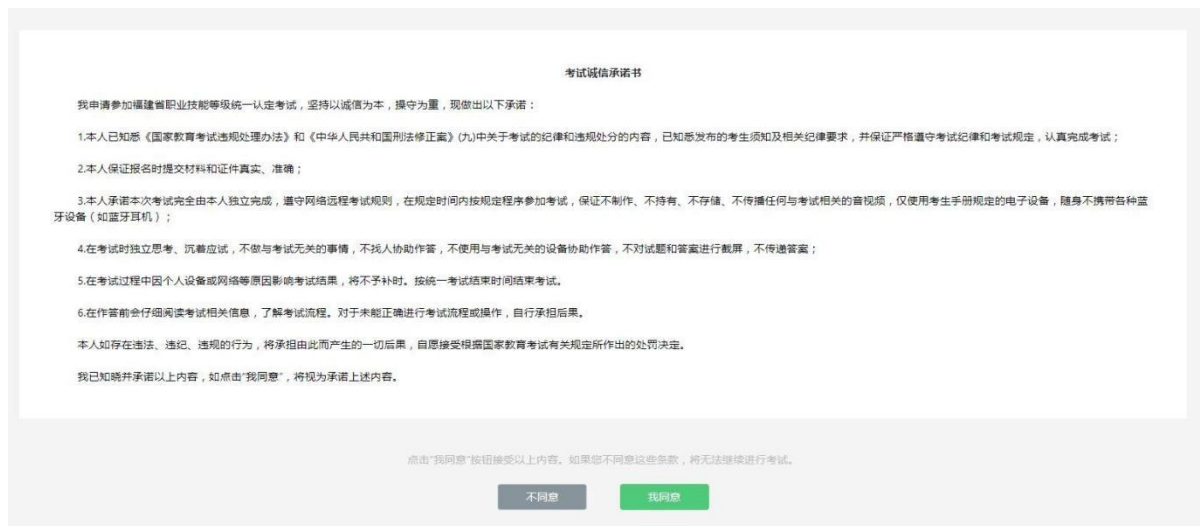 考试诚信承诺书
我申请参加福建省职业技能等级统一认定考试，坚持以诚信为本，操守为重，现做出以下承诺：
1.本人已知悉《国家教育考试违规处理办法》和《中华人民共和国刑法修正案》(九)中关于考试的纪律和违规处分的内容，已知悉发布的考生须知及相关纪律要求，并保证严格遵守考试纪律和考试规定，认真完成考试；
2.本人保证报名时提交材料和证件真实、准确；
3.本人承诺本次考试完全由本人独立完成，遵守网络远程考试规则，在规定时间内按规定程序参加考试，保证不制作、不持有、不存储、不传播任何与考试相关的音视频，仅使用考生手册规定的电子设备，随身不携带各种蓝
牙设备（如蓝牙耳机）；
4.在考试时独立思考、沉着应试，不做与考试无关的事情，不找人协助作答，不使用与考试无关的设备协助作答，不对试题和答案进行截屏，不传递答案；
5.在考试过程中因个人设备或网络等原因影响考试结果，将不予补时。按统一考试结束时间结束考试。
6.在作答前会仔细阅读考试相关信息，了解考试流程。对于未能正确进行考试流程或操作，自行承担后果。
本人如存在违法、违纪、违规的行为，将承担由此而产生的一切后果，自愿接受根据国家教育考试有关规定所作出的处罚决定。
我已知晓并承诺以上内容，如点击“我同意”，将视为承诺上述内容。
点击“我同意”按钮接受以上内容。如果您不同意这些条款，将无法继续进行考试。
不同意 我同意